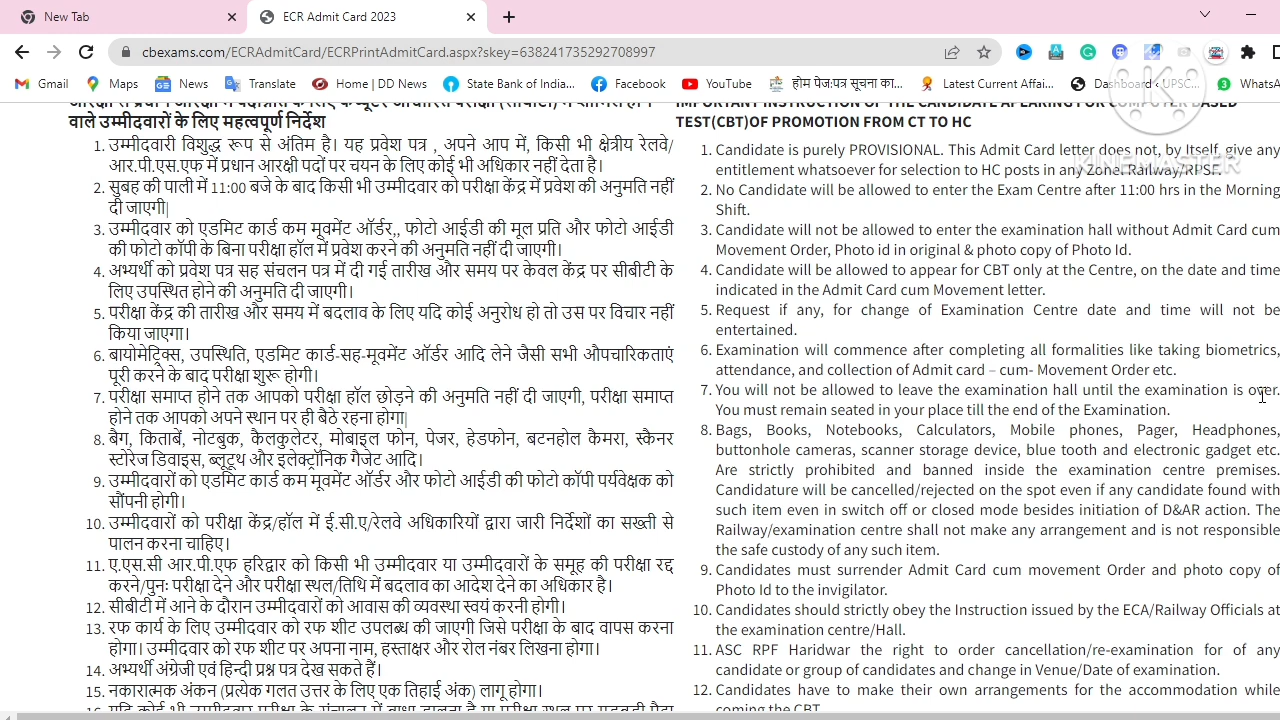 New Tab
ECR Admit Card 2023
cbexams.com/ECRAdmitCard/ECRPrintAdmitCard.aspx?skey=638241735292708997
Gmail
Maps
News
Translate
Home | DD News
State Bank of India...
Facebook
YouTube
होम पेज:पत्र सूचना का...
Latest Current Affai...
Dashboard UPSC...
WhatsA
KINEMASTER
वाले उम्मीदवारों के लिए महत्वपूर्ण निर्देश
1. उम्मीदवारी विशुद्ध रूप से अंतिम है। यह प्रवेश पत्र , अपने आप में, किसी भी क्षेत्रीय रेलवे/
आर.पी.एस.एफ में प्रधान आरक्षी पदों पर चयन के लिए कोई भी अधिकार नहीं देता है।
2. सुबह की पाली में 11:00 बजे के बाद किसी भी उम्मीदवार को परीक्षा केंद्र में प्रवेश की अनुमति नहीं
दी जाएगी|
3. उम्मीदवार को एडमिट कार्ड कम मूवमेंट ऑर्डर,, फोटो आईडी की मूल प्रति और फोटो आईडी
की फोटो कॉपी के बिना परीक्षा हॉल में प्रवेश करने की अनुमति नहीं दी जाएगी।
4. अभ्यर्थी को प्रवेश पत्र सह संचलन पत्र में दी गई तारीख और समय पर केवल केंद्र पर सीबीटी के
लिए उपस्थित होने की अनुमति दी जाएगी।
5. परीक्षा केंद्र की तारीख और समय में बदलाव के लिए यदि कोई अनुरोध हो तो उस पर विचार नहीं
किया जाएगा।
6. बायोमेट्रिक्स, उपस्थिति, एडमिट कार्ड-सह-मूवमेंट ऑर्डर आदि लेने जैसी सभी औपचारिकताएं
पूरी करने के बाद परीक्षा शुरू होगी।
7. परीक्षा समाप्त होने तक आपको परीक्षा हॉल छोड़ने की अनुमति नहीं दी जाएगी, परीक्षा समाप्त
होने तक आपको अपने स्थान पर ही बैठे रहना होगा|
8. बैग, किताबें, नोटबुक, कैलकुलेटर, मोबाइल फोन, पेजर, हेडफोन, बटनहोल कैमरा, स्कैनर
स्टोरेज डिवाइस, ब्लूटूथ और इलेक्ट्रॉनिक गैजेट आदि।
9. उम्मीदवारों को एडमिट कार्ड कम मूवमेंट ऑर्डर और फोटो आईडी की फोटो कॉपी पर्यवेक्षक को
सौंपनी होगी।
10. उम्मीदवारों को परीक्षा केंद्र/हॉल में ई.सी.ए/रेलवे अधिकारियों द्वारा जारी निर्देशों का सख्ती से
पालन करना चाहिए।
11. ए.एस.सी आर.पी.एफ हरिद्वार को किसी भी उम्मीदवार या उम्मीदवारों के समूह की परीक्षा रद्द
करने/पुनः परीक्षा देने और परीक्षा स्थल/तिथि में बदलाव का आदेश देने का अधिकार है।
12. सीबीटी में आने के दौरान उम्मीदवारों को आवास की व्यवस्था स्वयं करनी होगी।
13. रफ कार्य के लिए उम्मीदवार को रफ शीट उपलब्ध की जाएगी जिसे परीक्षा के बाद वापस करना
होगा। उम्मीदवार को रफ शीट पर अपना नाम, हस्ताक्षर और रोल नंबर लिखना होगा।
14. अभ्यर्थी अंग्रेजी एवं हिन्दी प्रश्न पत्र देख सकते हैं।
15. नकारात्मक अंकन (प्रत्येक गलत उत्तर के लिए एक तिहाई अंक) लागू होगा।
IMPORTANT INSTRUCTION OF THE CANDIDATE APEARING FOR COMPUTER BASED
TEST(CBT)OF PROMOTION FROM CT TO HC
1. Candidate is purely PROVISIONAL. This Admit Card letter does not, by Itself, give any
entitlement whatsoever for selection to HC posts in any Zonel Railway/RPSF.
2. No Candidate will be allowed to enter the Exam Centre after 11:00 hrs in the Morning
Shift.
3. Candidate will not be allowed to enter the examination hall without Admit Card cum
Movement Order, Photo id in original & photo copy of Photo Id.
4. Candidate will be allowed to appear for CBT only at the Centre, on the date and time
indicated in the Admit Card cum Movement letter.
5. Request if any, for change of Examination Centre date and time will not be
entertained.
6. Examination will commence after completing all formalities like taking biometrics,
attendance, and collection of Admit card – cum- Movement Order etc.
7. You will not be allowed to leave the examination hall until the examination is over.
You must remain seated in your place till the end of the Examination.
8. Bags, Books, Notebooks, Calculators, Mobile phones, Pager, Headphones,
buttonhole cameras, scanner storage device, blue tooth and electronic gadget etc.
Are strictly prohibited and banned inside the examination centre premises.
Candidature will be cancelled/rejected on the spot even if any candidate found with
such item even in switch off or closed mode besides initiation of D&AR action. The
Railway/examination centre shall not make any arrangement and is not responsible
the safe custody of any such item.
9. Candidates must surrender Admit Card cum movement Order and photo copy of
Photo Id to the invigilator.
10. Candidates should strictly obey the Instruction issued by the ECA/Railway Officials at
the examination centre/Hall.
11. ASC RPF Haridwar the right to order cancellation/re-examination for of any
candidate or group of candidates and change in Venue/Date of examination.
12. Candidates have to make their own arrangements for the accommodation while
coming the CBT.